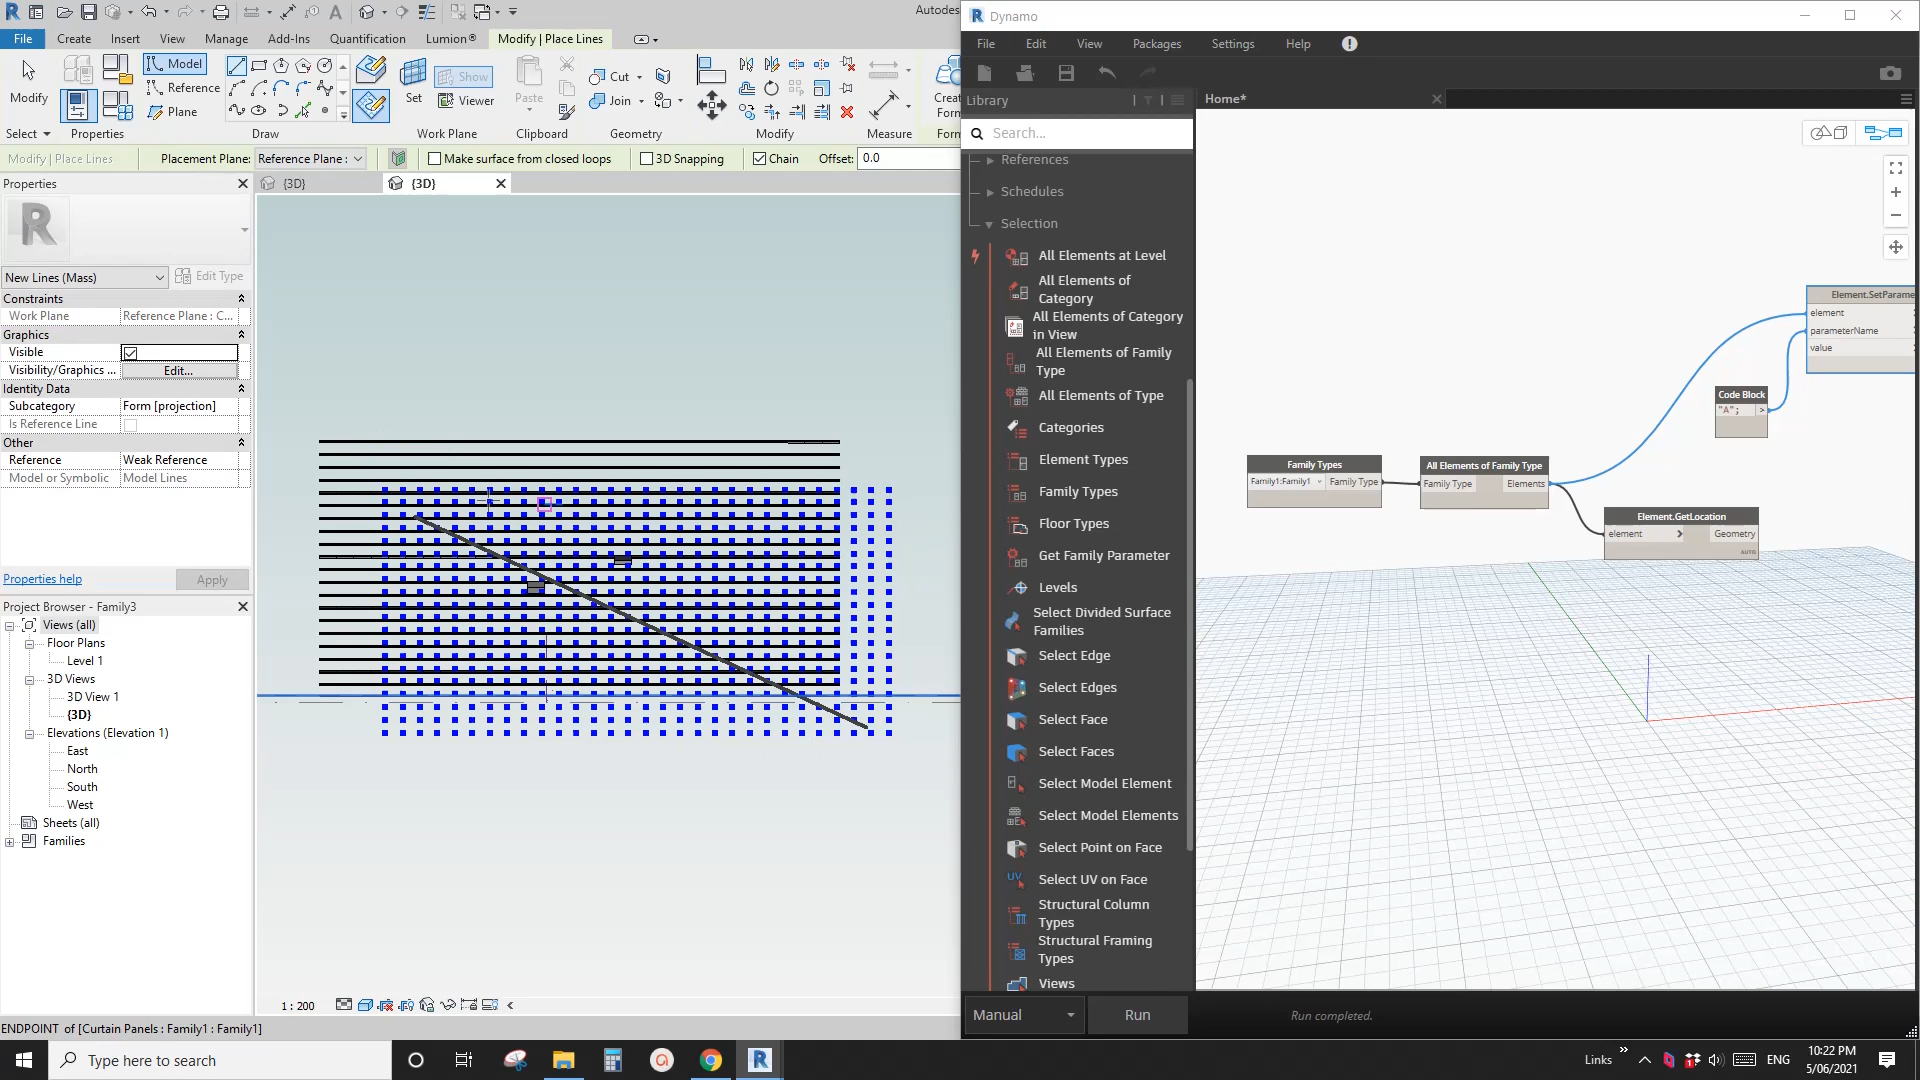 Autodes
File
Create
Insert
View
Manage
Add-Ins
Quantification
Lumion®
Modify | Place Lines
Modify
Model
Reference
Plane
Set
Show
Viewer
Paste
Cut
Join
Create
Form
Select
Properties
Draw
Work Plane
Clipboard
Geometry
Modify
Measure
Form
Modify | Place Lines
Placement Plane:
Reference Plane :
Make surface from closed loops
3D Snapping
Chain
Offset:
0.0
Properties
{3D}
{3D}
New Lines (Mass)
Edit Type
Constraints
Work Plane
Reference Plane : C...
Graphics
Visible
Visibility/Graphics ...
Edit...
Identity Data
Subcategory
Form [projection]
Is Reference Line
Other
Reference
Weak Reference
Model or Symbolic
Model Lines
Properties help
Apply
Project Browser - Family3
Views (all)
Floor Plans
Level 1
3D Views
3D View 1
{3D}
Elevations (Elevation 1)
East
North
South
West
Sheets (all)
Families
1 : 200
ENDPOINT of [Curtain Panels : Family1 : Family1]
Dynamo
File
Edit
View
Packages
Settings
Help
Library
Home*
Search...
References
Schedules
Selection
All Elements at Level
All Elements of
Category
All Elements of Category
in View
All Elements of Family
Type
All Elements of Type
Categories
Element Types
Family Types
Floor Types
Get Family Parameter
Levels
Select Divided Surface
Families
Select Edge
Select Edges
Select Face
Select Faces
Select Model Element
Select Model Elements
Select Point on Face
UV
Select UV on Face
Structural Column
Types
Structural Framing
Types
Views
Element.SetParame
element
parameterName
value
Code Block
"A";
>
Family Types
Family1:Family1
Family Type
All Elements of Family Type
Family Type
Elements
Element.GetLocation
element
Geometry
AUTO
Manual
Run
Run completed.
Type here to search
Links
ENG
10:22 PM
5/06/2021